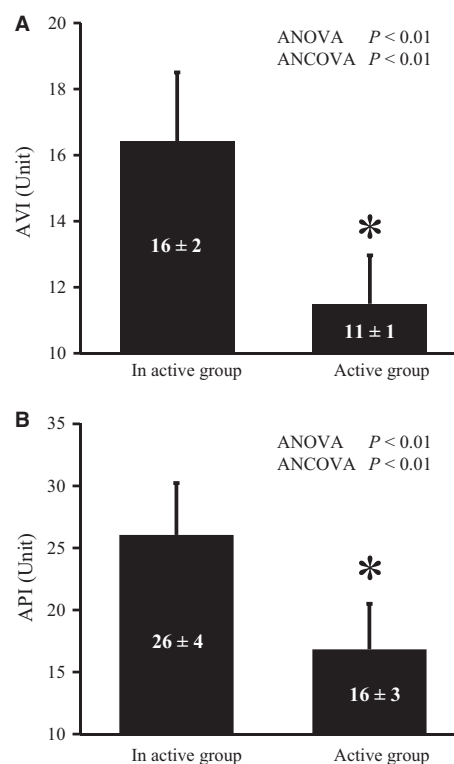 A
20
18
16
14
12
10
AVI (Unit)
ANOVA P < 0.01
ANCOVA P < 0.01
16 ± 2
*
11 ± 1
In active group Active group
B
35
30
25
20
15
10
API (Unit)
ANOVA P < 0.01
ANCOVA P < 0.01
26 ± 4
*
16 ± 3
In active group Active group